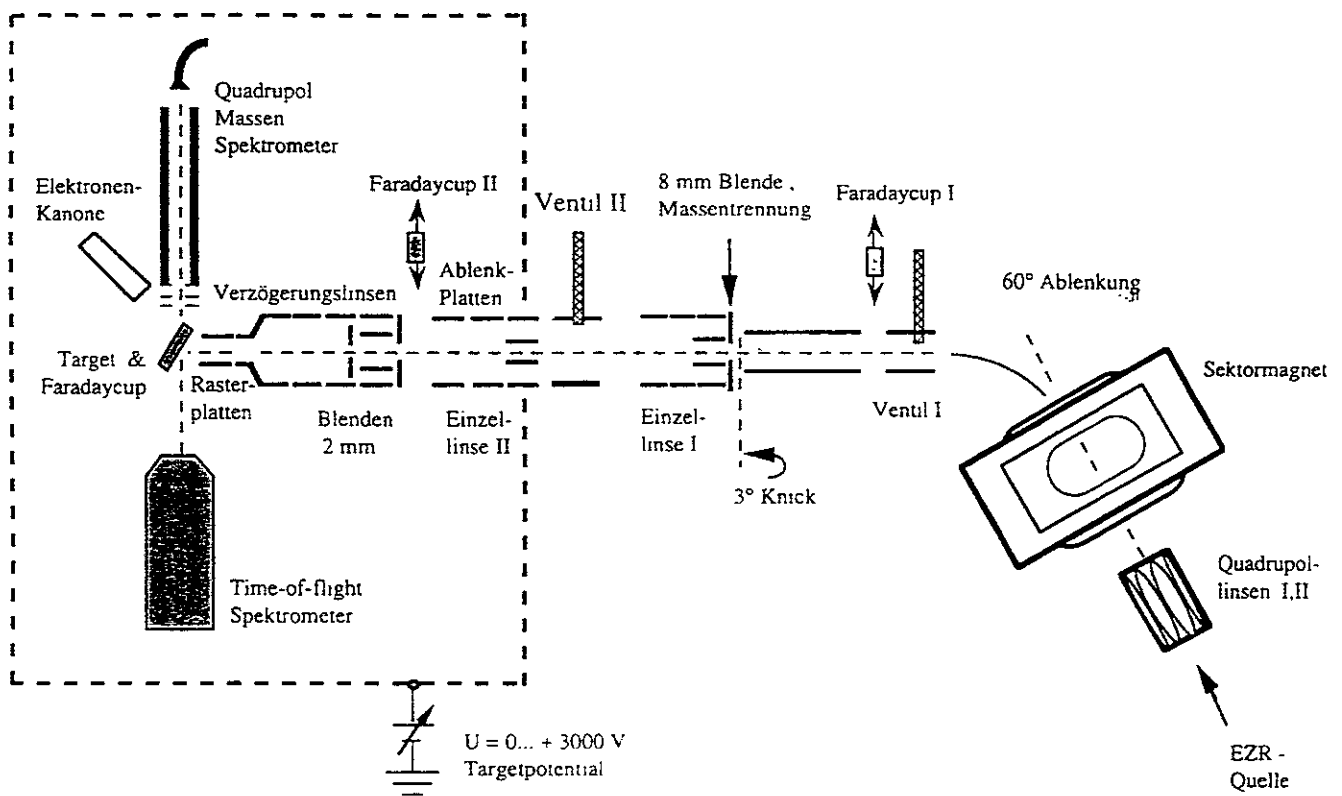 Quadrupol
Massen
Spektrometer
Elektronen-
Kanone
Faradaycup II
Ventil II
8 mm Blende ,
Massentrennung
Faradaycup I
60° Ablenkung
Verzögerungslinsen
Ablenk-
Platten
Target &
Faradaycup
Raster-
platten
Blenden
2 mm
Einzel-
linse II
Einzel-
linse I
Ventil I
Sektormagnet
3° Knick
Time-of-flight
Spektrometer
Quadrupol-
linsen I,II
U = 0... + 3000 V
Targetpotential
EZR -
Quelle